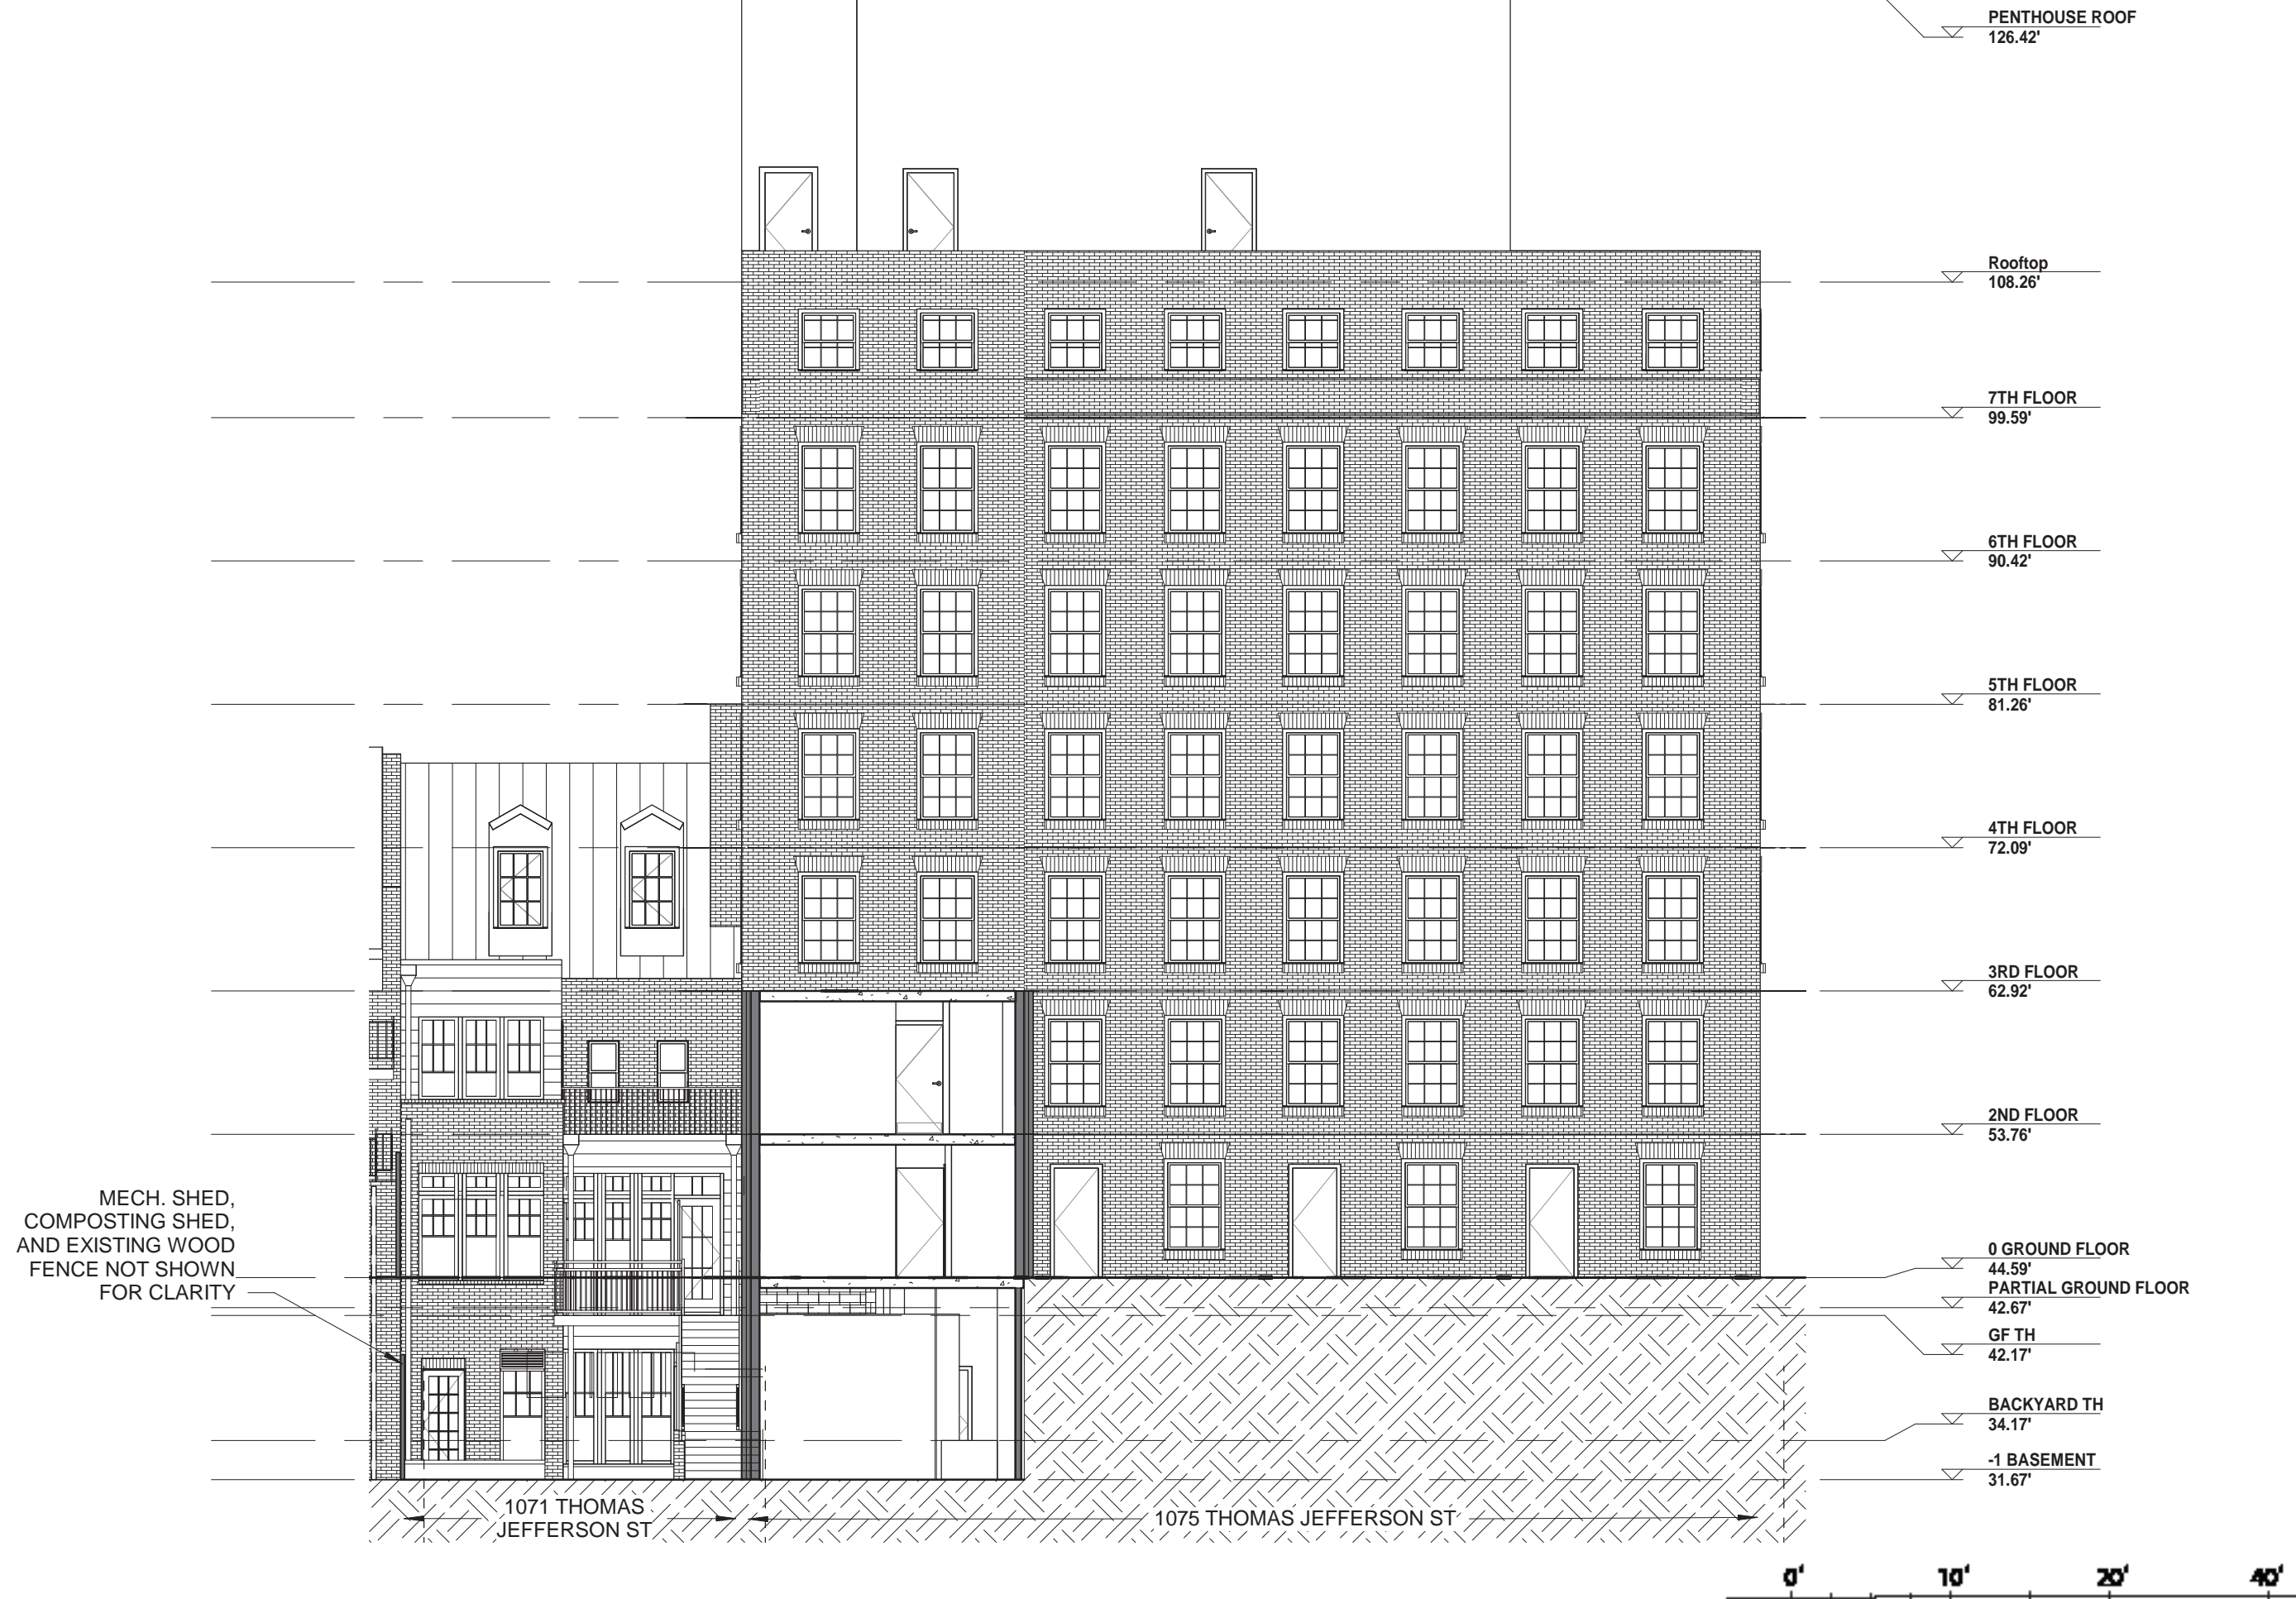 PENTHOUSE ROOF
126.42'
Rooftop
108.26'
7TH FLOOR
99.59'
6TH FLOOR
90.42'
5TH FLOOR
81.26'
4TH FLOOR
72.09'
3RD FLOOR
62.92'
2ND FLOOR
53.76'
MECH. SHED,
COMPOSTING SHED,
AND EXISTING WOOD
FENCE NOT SHOWN
FOR CLARITY
0 GROUND FLOOR
44.59'
PARTIAL GROUND FLOOR
42.67'
GF TH
42.17'
BACKYARD TH
34.17'
-1 BASEMENT
31.67'
1071 THOMAS
JEFFERSON ST
1075 THOMAS JEFFERSON ST
0' 10' 20' 40'